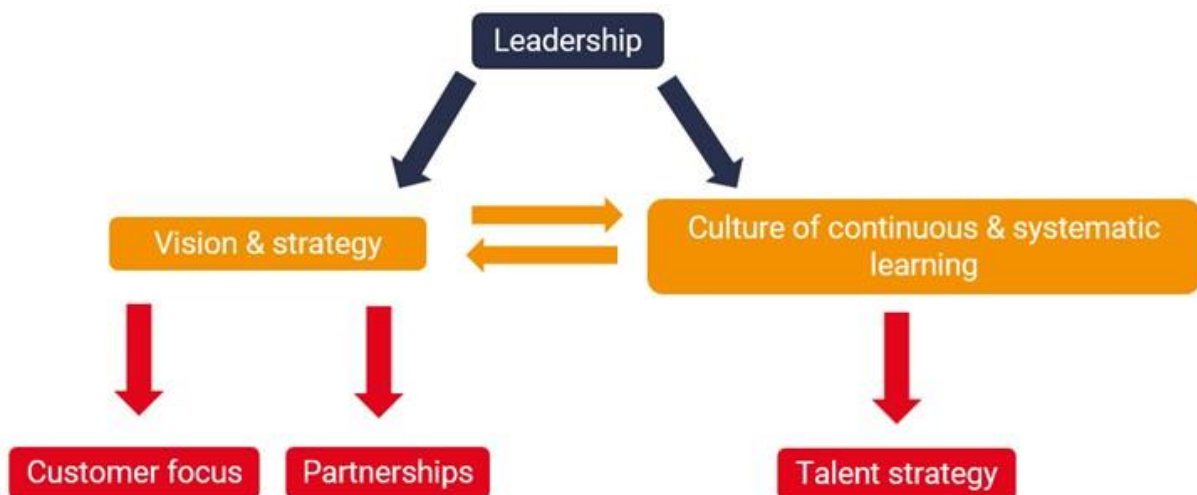 Leadership
Vision & strategy
Culture of continuous & systematic
learning
Customer focus
Partnerships
Talent strategy